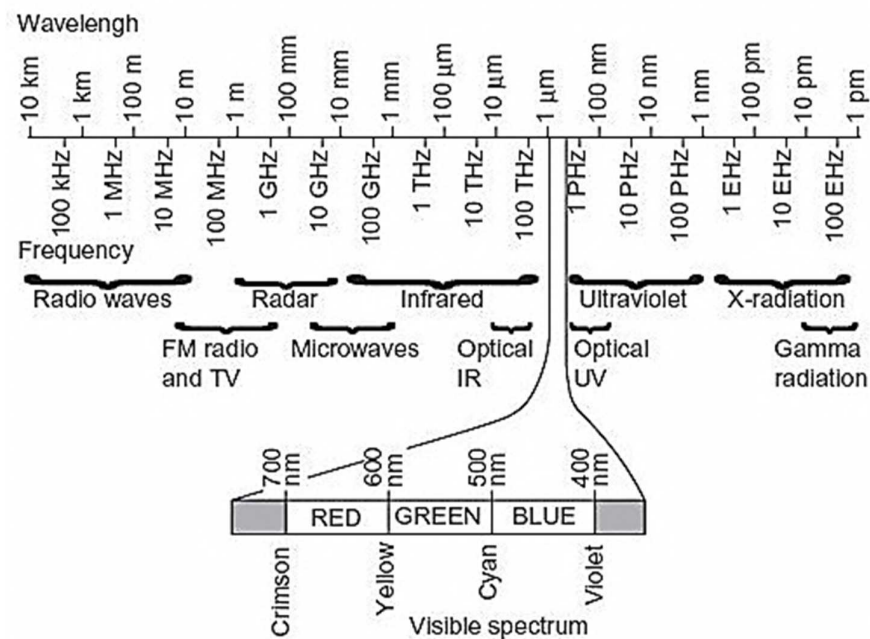 Wavelengh
10 km
1 km
100 m
10 m
1 m
100 mm
10 mm
1 mm
100 μm
10 μm
1 μm
100 nm
10 nm
1 nm
100 pm
10 pm
1 pm
100 kHz
1 MHz
10 MHz
100 MHz
1 GHz
10 GHz
100 GHz
1 THz
10 THz
100 THz
1 PHz
10 PHz
100 PHz
1 EHz
10 EHz
100 EHz
Frequency
Radio waves
Radar
Infrared
Ultraviolet
X-radiation
FM radio
and TV
Microwaves
Optical
IR
Optical
UV
Gamma
radiation
700
nm
600
nm
500
nm
400
nm
RED
GREEN
BLUE
Crimson
Yellow
Cyan
Violet
Visible spectrum